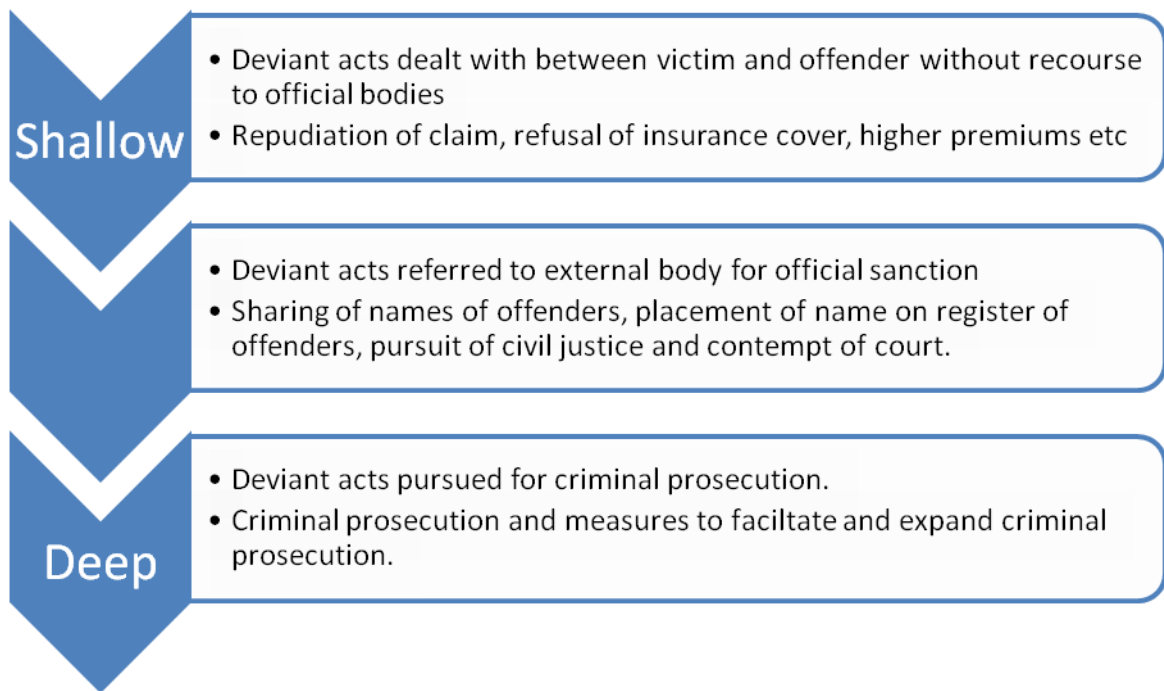 Shallow
• Deviant acts dealt with between victim and offender without recourse
to official bodies
• Repudiation of claim, refusal of insurance cover, higher premiums etc
• Deviant acts referred to external body for official sanction
• Sharing of names of offenders, placement of name on register of
offenders, pursuit of civil justice and contempt of court.
Deep
• Deviant acts pursued for criminal prosecution.
• Criminal prosecution and measures to faciltate and expand criminal
prosecution.